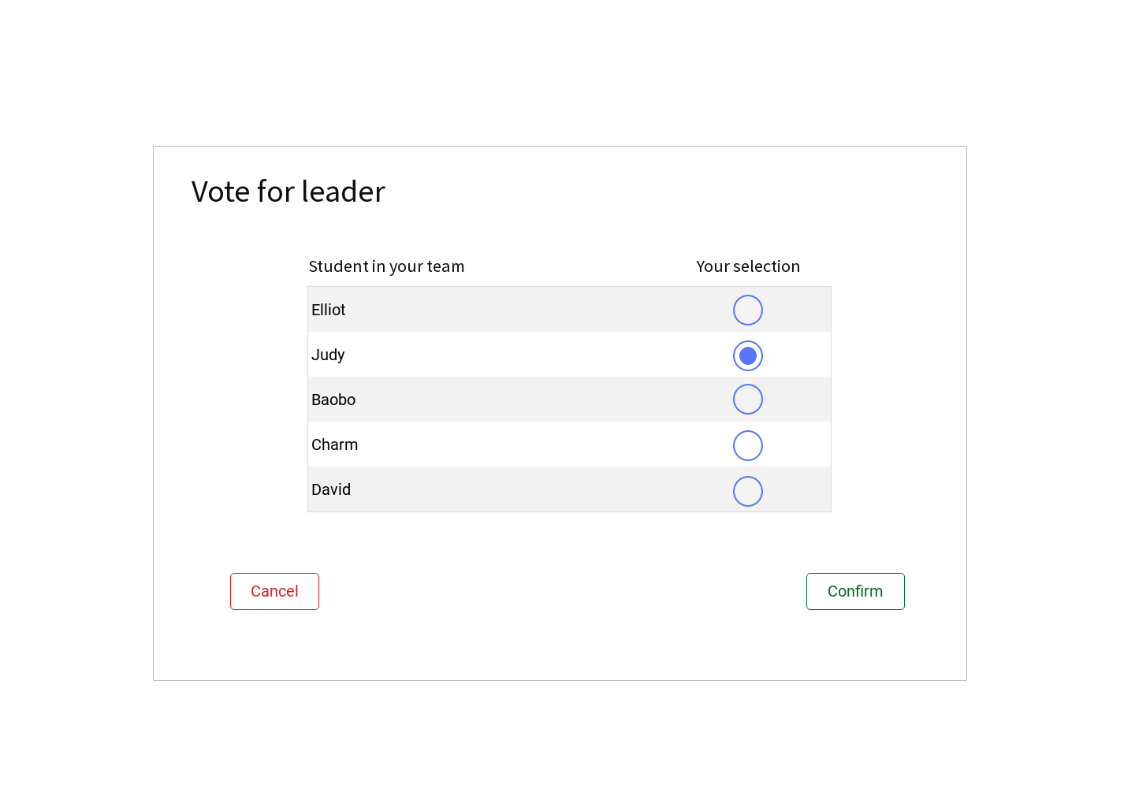 Vote for leader
Student in your team Your selection
Elliot
Judy
Baobo
Charm
David
Cancel Confirm